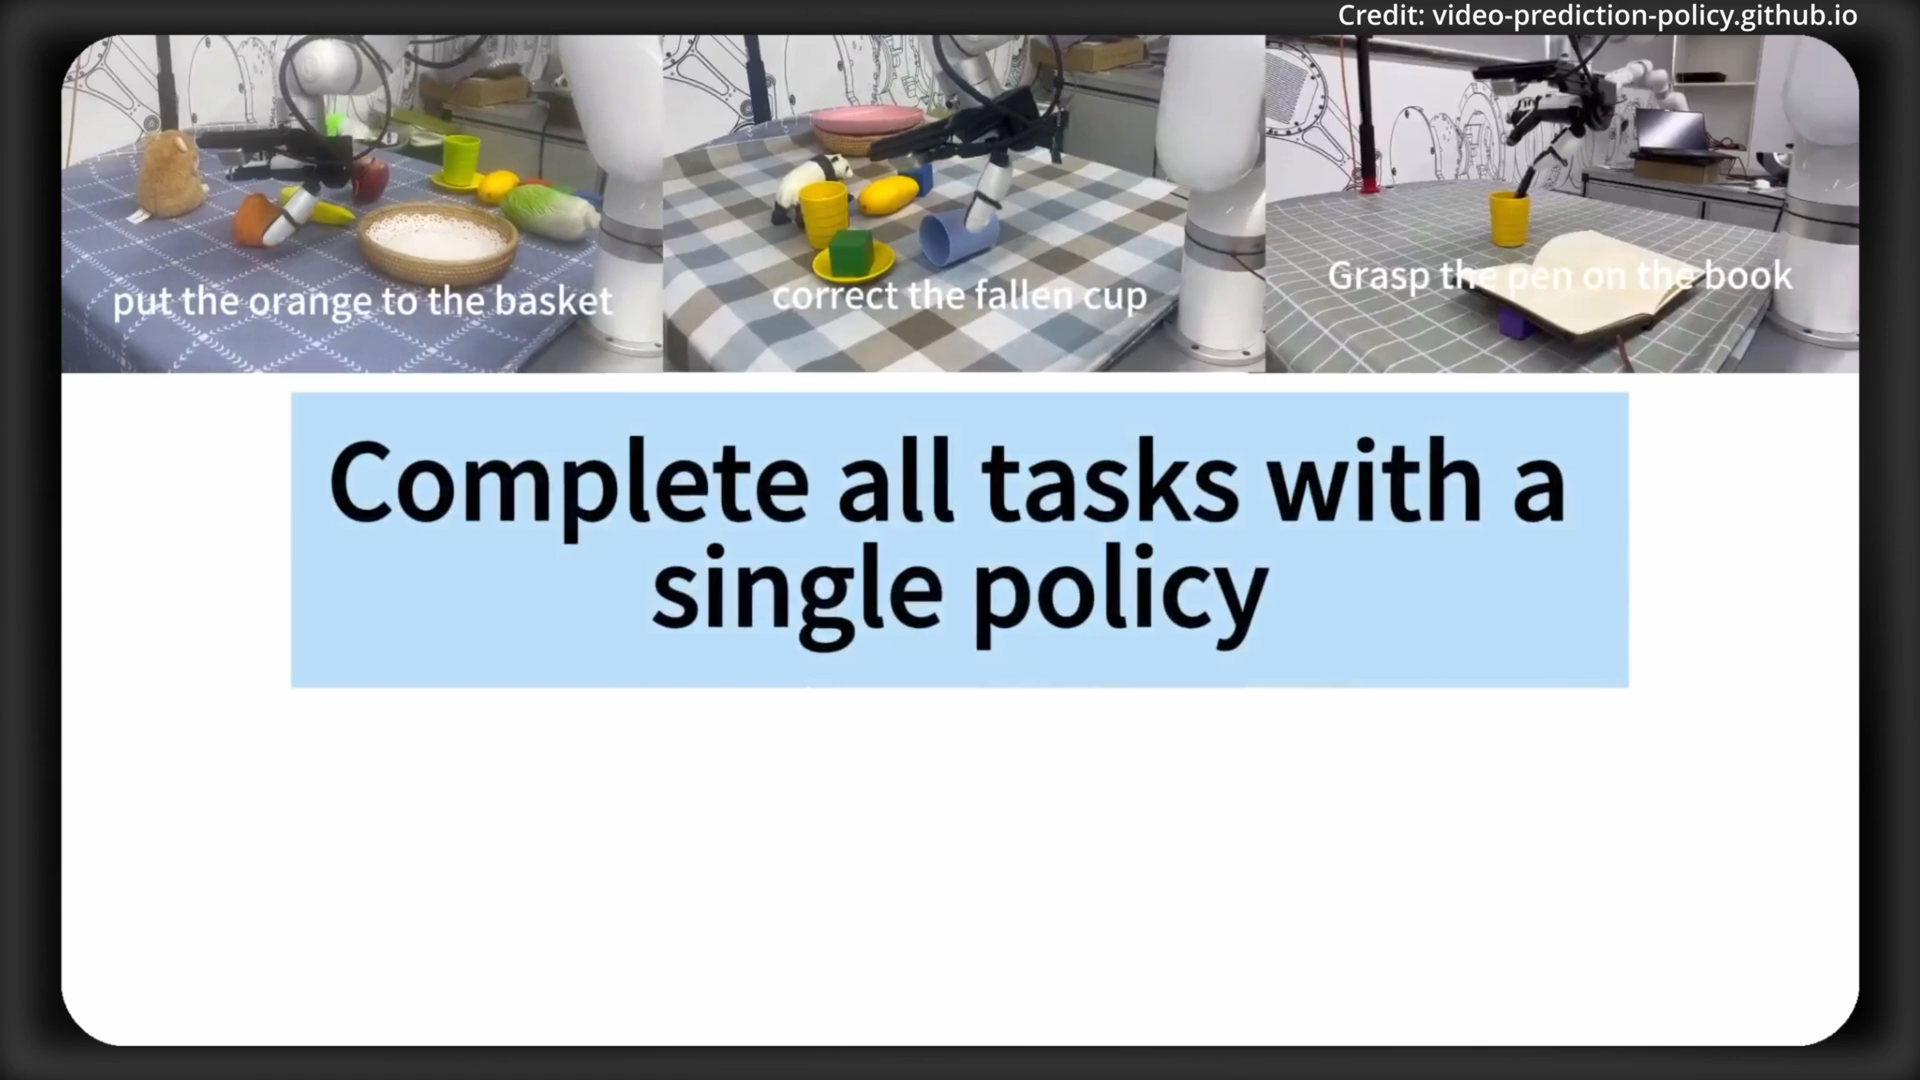 Credit: video-prediction-policy.github.io
put the orange to the basket
correct the fallen cup
Grasp the pen on the book
Complete all tasks with a
single policy